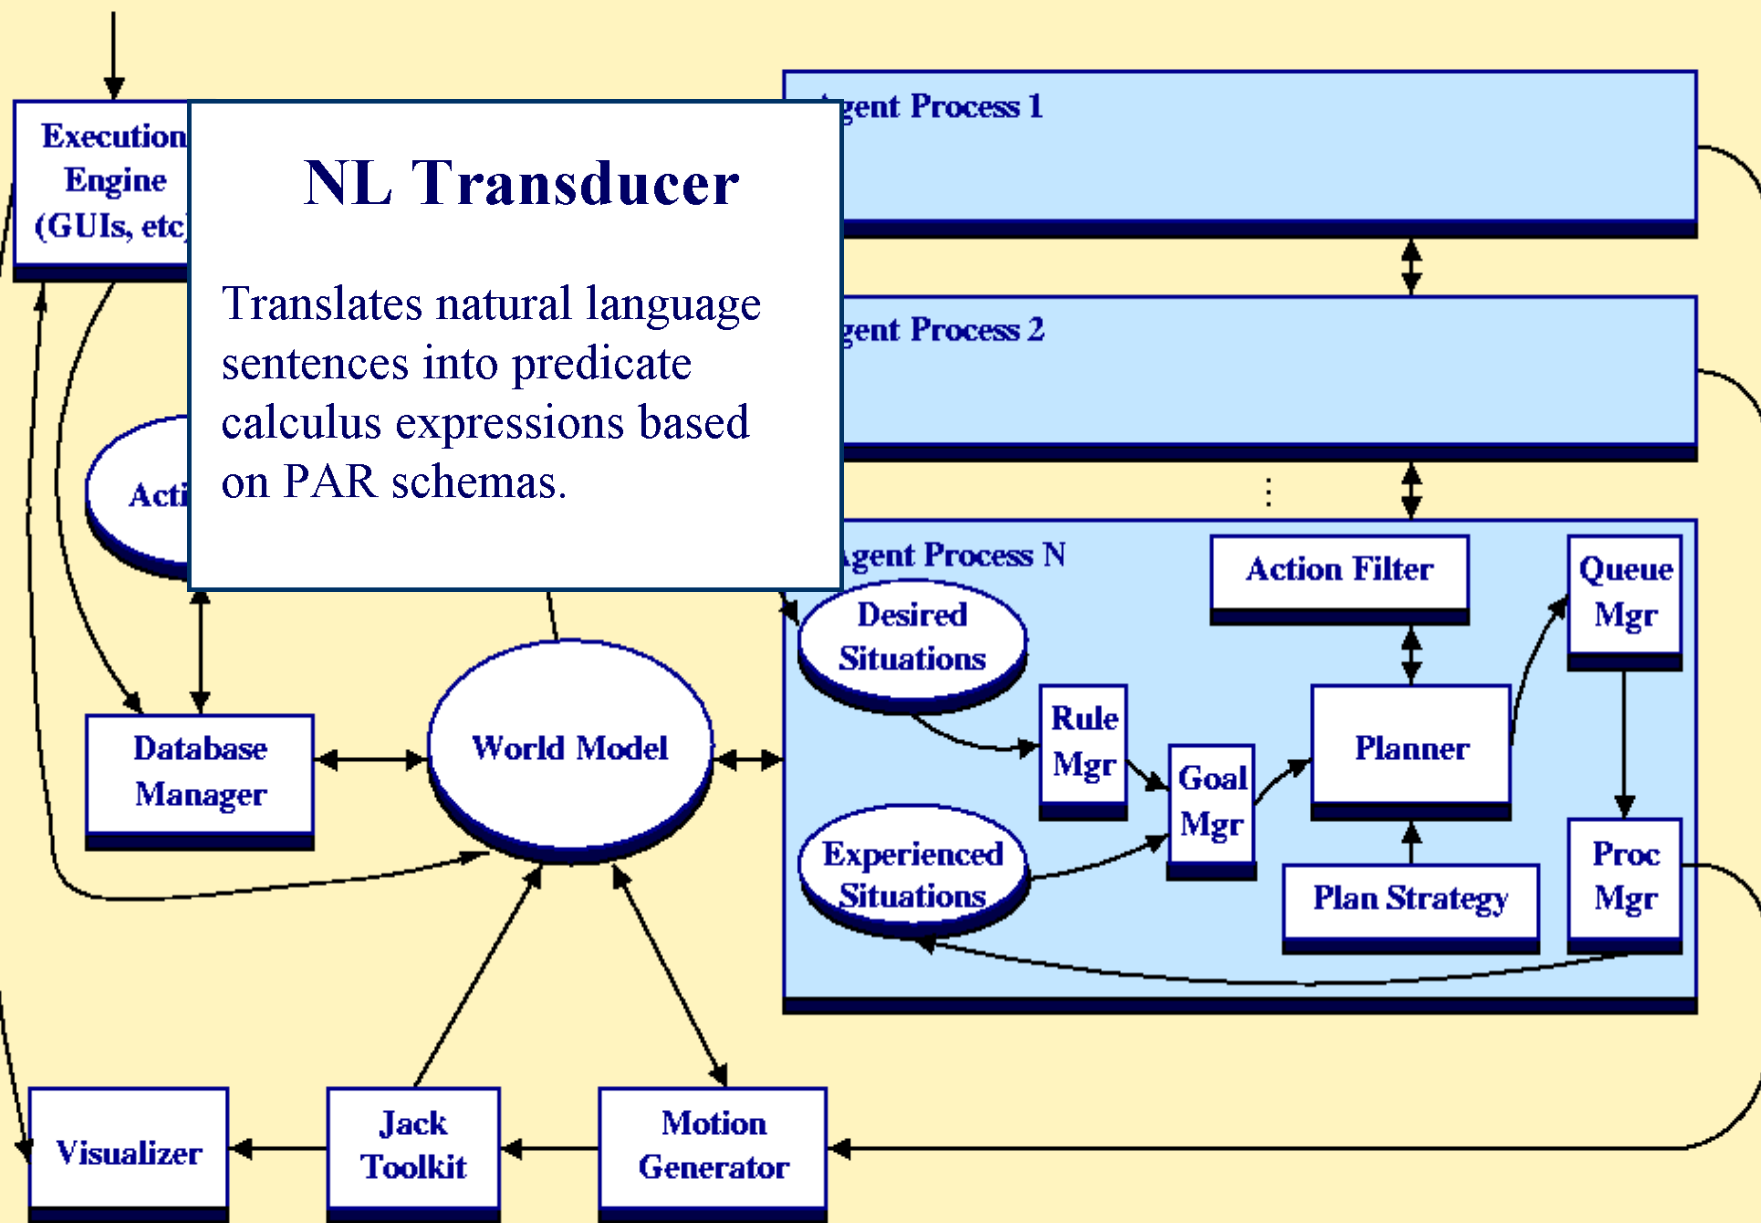 Execution
Engine
(GUIs, etc)
NL Transducer
Translates natural language
sentences into predicate
calculus expressions based
on PAR schemas.
Agent Process 1
Agent Process 2
Agent Process N
Action Filter
Queue
Mgr
Desired
Situations
Rule
Mgr
Goal
Mgr
Planner
Database
Manager
World Model
Experienced
Situations
Plan Strategy
Proc
Mgr
Visualizer
Jack
Toolkit
Motion
Generator